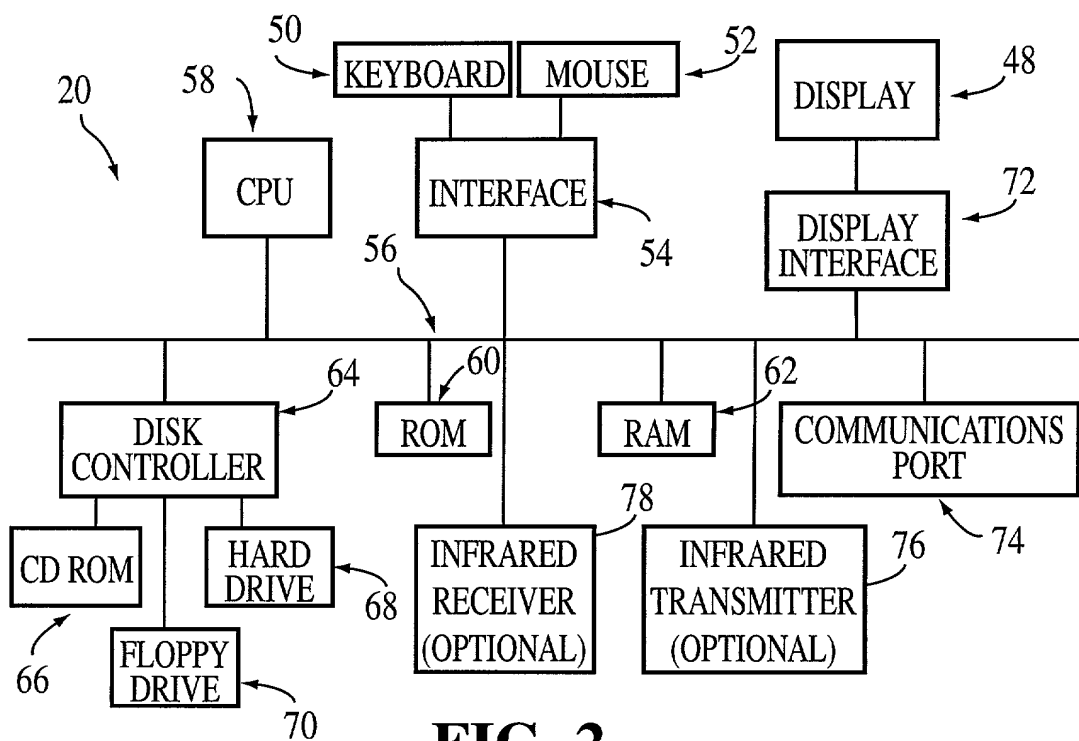 50
KEYBOARD
MOUSE
52
58
20
CPU
INTERFACE
54
DISPLAY
48
72
DISPLAY
INTERFACE
56
64
DISK
CONTROLLER
60
ROM
62
RAM
COMMUNICATIONS
PORT
74
CD ROM
66
HARD
DRIVE
68
FLOPPY
DRIVE
70
78
INFRARED
RECEIVER
(OPTIONAL)
76
INFRARED
TRANSMITTER
(OPTIONAL)
FIG.